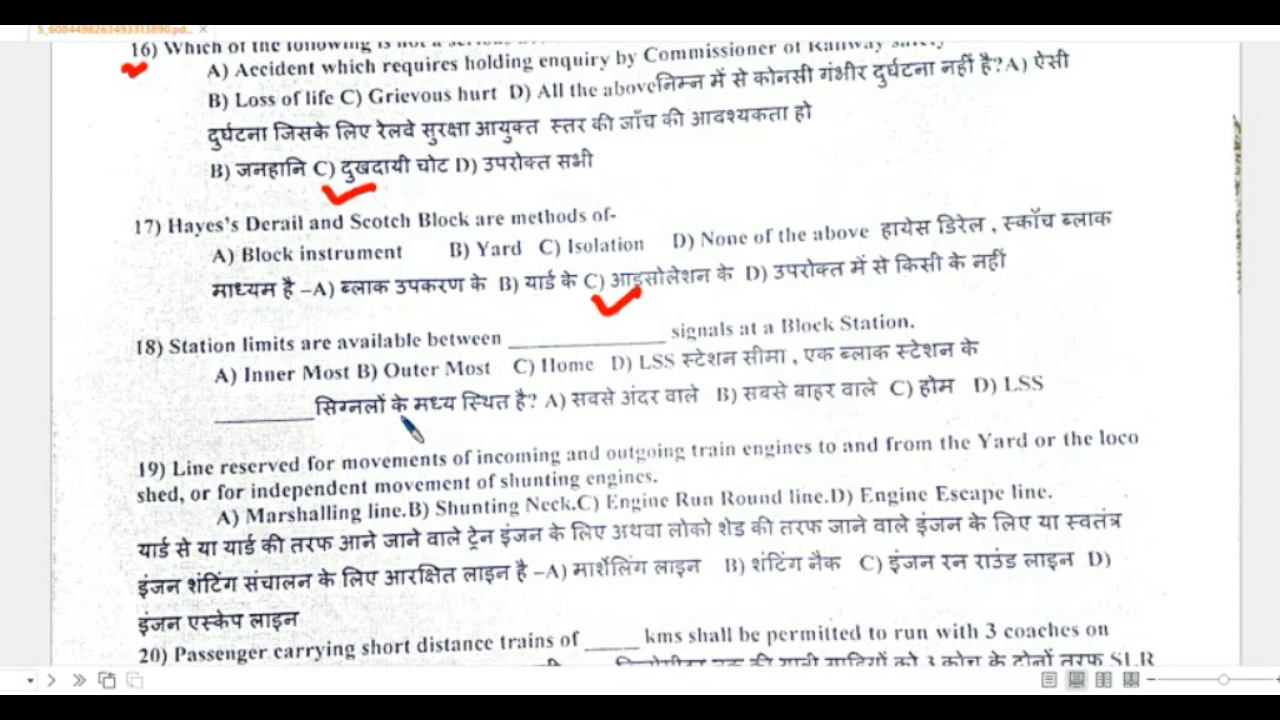 5_6084498263493313890.pd...
16) Which of the following is not a
A) Accident which requires holding enquiry by Commissioner of Railway
B) Loss of life C) Grievous hurt D) All the aboveनिम्न में से कोनसी गंभीर दुर्घटना नहीं है?A) ऐसी
दुर्घटना जिसके लिए रेलवे सुरक्षा आयुक्त स्तर की जाँच की आवश्यकता हो
B) जनहानि C) दुखदायी चोट D) उपरोक्त सभी
17) Hayes's Derail and Scotch Block are methods of-
A) Block instrument B) Yard C) Isolation D) None of the above हायेस डिरेल , स्कॉच ब्लाक
माध्यम है –A) ब्लाक उपकरण के B) यार्ड के C) आइसोलेशन के D) उपरोक्त में से किसी के नहीं
18) Station limits are available between ______________ signals at a Block Station.
A) Inner Most B) Outer Most C) Home D) LSS स्टेशन सीमा , एक ब्लाक स्टेशन के
_________सिग्नलों के मध्य स्थित है? A) सबसे अंदर वाले B) सबसे बाहर वाले C) होम D) LSS
19) Line reserved for movements of incoming and outgoing train engines to and from the Yard or the loco
shed, or for independent movement of shunting engines.
A) Marshalling line.B) Shunting Neck.C) Engine Run Round line.D) Engine Escape line.
यार्ड से या यार्ड की तरफ आने जाने वाले ट्रेन इंजन के लिए अथवा लोको शेड की तरफ जाने वाले इंजन के लिए या स्वतंत्र
इंजन शंटिंग संचालन के लिए आरक्षित लाइन है –A) मार्शेलिंग लाइन B) शंटिंग नैक C) इंजन रन राउंड लाइन D)
इंजन एस्केप लाइन
20) Passenger carrying short distance trains of _____ kms shall be permitted to run with 3 coaches on
की यात्री गाड़ियों को 3 कोच के दोनों तरफ SLR